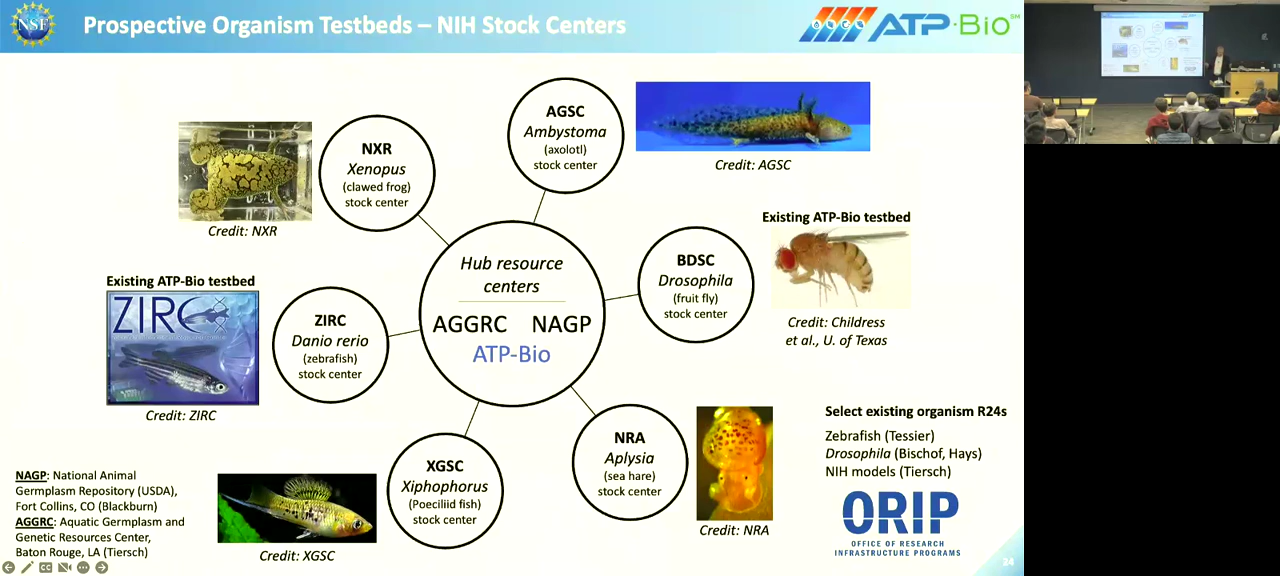 NSF
Prospective Organism Testbeds – NIH Stock Centers
ATP·Bio℠
AGSC
Ambystoma
(axolotl)
stock center
Credit: AGSC
NXR
Xenopus
(clawed frog)
stock center
Credit: NXR
Existing ATP-Bio testbed
BDSC
Drosophila
(fruit fly)
stock center
Credit: Childress
et al., U. of Texas
Hub resource
centers
AGGRC NAGP
ATP-Bio
Existing ATP-Bio testbed
ZIRC
ZIRC
Danio rerio
(zebrafish)
stock center
Credit: ZIRC
NRA
Aplysia
(sea hare)
stock center
Credit: NRA
XGSC
Xiphophorus
(Poeciliid fish)
stock center
Credit: XGSC
Select existing organism R24s
Zebrafish (Tessier)
Drosophila (Bischof, Hays)
NIH models (Tiersch)
ORIP
OFFICE OF RESEARCH
INFRASTRUCTURE PROGRAMS
NAGP: National Animal
Germplasm Repository (USDA),
Fort Collins, CO (Blackburn)
AGGRC: Aquatic Germplasm and
Genetic Resources Center,
Baton Rouge, LA (Tiersch)
24